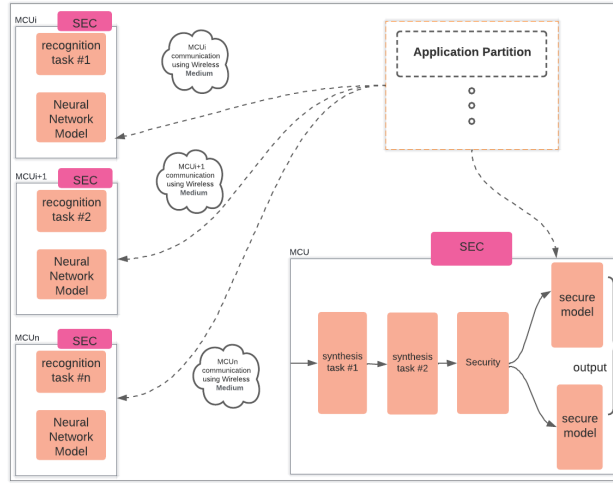 MCUi
SEC
recognition
task #1
Neural
Network
Model
MCUi
communication
using Wireless
Medium
Application Partition
MCUi+1
SEC
recognition
task #2
Neural
Network
Model
MCUi+1
communication
using Wireless
Medium
MCUn
SEC
recognition
task #n
Neural
Network
Model
MCUn
communication
using Wireless
Medium
MCU
SEC
synthesis
task #1
synthesis
task #2
Security
secure
model
output
secure
model